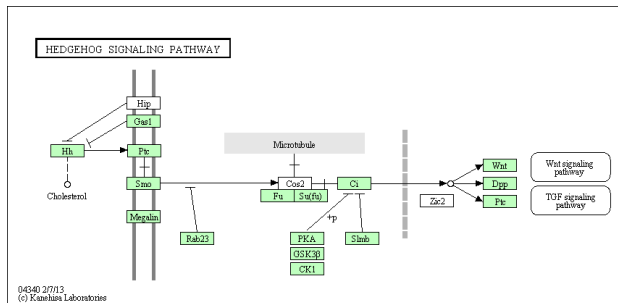 HEDGEHOG SIGNALING PATHWAY
Hip
Gas1
Hh
Ptc
Cholesterol
Smo
Megalin
Rab23
Microtubule
Cos2
Fu
Su(fu)
Ci
+p
PKA
GSK3β
CK1
Slmb
Zic2
Wnt
Dpp
Ptc
Wnt signaling
pathway
TGF signaling
pathway
04340 2/7/13
(c) Kanehisa Laboratories